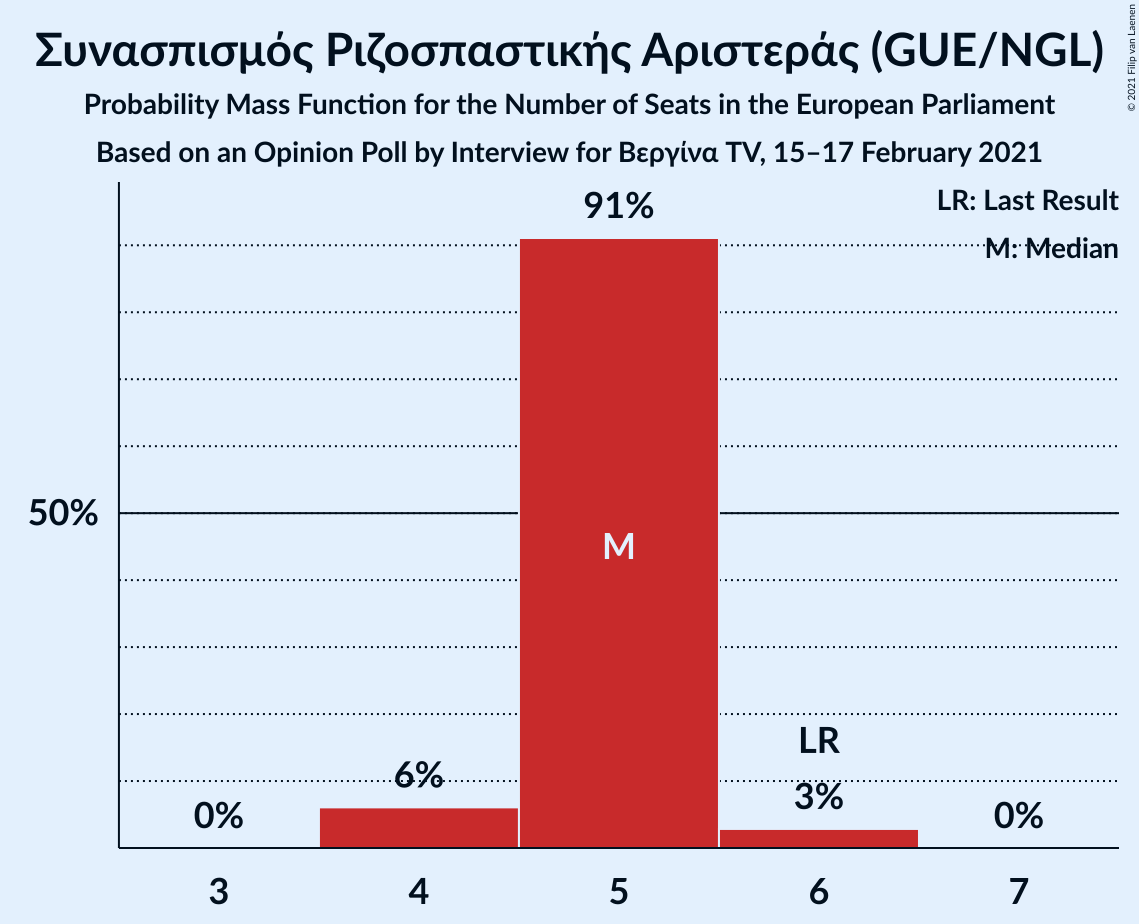 Συνασπισμός Ριζοσπαστικής Αριστεράς (GUE/NGL)
Probability Mass Function for the Number of Seats in the European Parliament
Based on an Opinion Poll by Interview for Βεργίνα TV, 15–17 February 2021
© 2021 Filip van Laenen
LR: Last Result
M: Median
91%
50%
M
LR
6%
3%
0%
0%
3
4
5
6
7